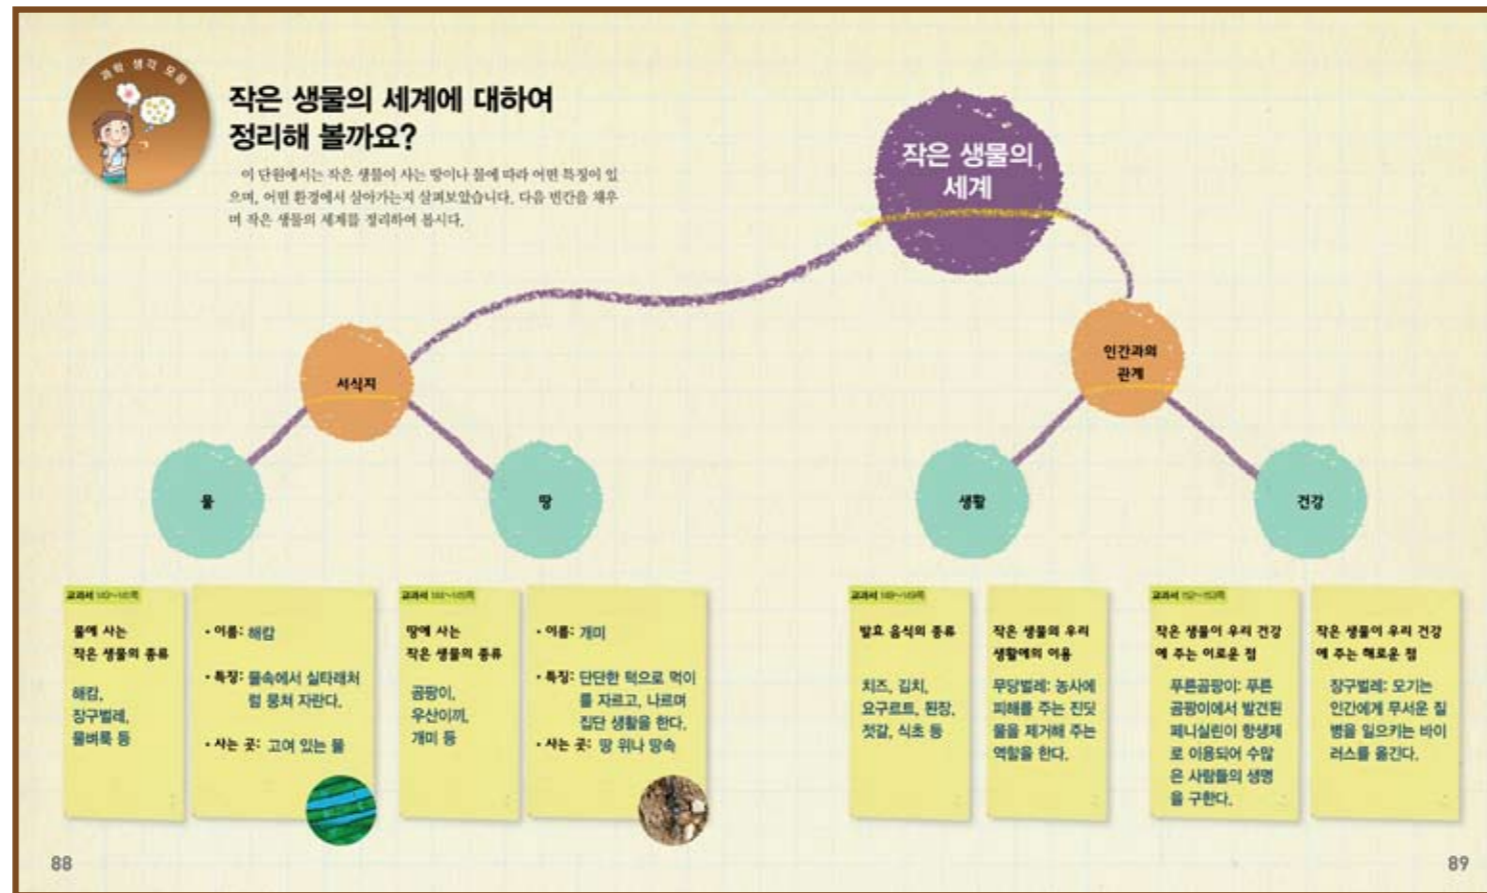 과학 생각 모음
작은 생물의 세계에 대하여
정리해 볼까요?
이 단원에서는 작은 생물이 사는 땅이나 물에 따라 어떤 특징이 있
으며, 어떤 환경에서 살아가는지 살펴보았습니다. 다음 빈칸을 채우
며 작은 생물의 세계를 정리하여 봅시다.
작은 생물의
세계
서식지
인간과의
관계
물
땅
생활
건강
교과서
물에 사는
작은 생물의 종류
해캄,
장구벌레,
물벼룩 등
• 이름: 해캄
• 특징: 물속에서 실타래처
럼 뭉쳐 자란다.
• 사는 곳: 고여 있는 물
교과서
땅에 사는
작은 생물의 종류
곰팡이,
우산이끼,
개미 등
• 이름: 개미
• 특징: 단단한 턱으로 먹이
를 자르고, 나르며
집단 생활을 한다.
• 사는 곳: 땅 위나 땅속
교과서
발효 음식의 종류
치즈, 김치,
요구르트, 된장,
젓갈, 식초 등
작은 생물의 우리
생활에의 이용
무당벌레: 농사에
피해를 주는 진딧
물을 제거해 주는
역할을 한다.
교과서
작은 생물이 우리 건강
에 주는 이로운 점
푸른곰팡이: 푸른
곰팡이에서 발견된
페니실린이 항생제
로 이용되어 수많
은 사람들의 생명
을 구한다.
작은 생물이 우리 건강
에 주는 해로운 점
장구벌레: 모기는
인간에게 무서운 질
병을 일으키는 바이
러스를 옮긴다.
88
89